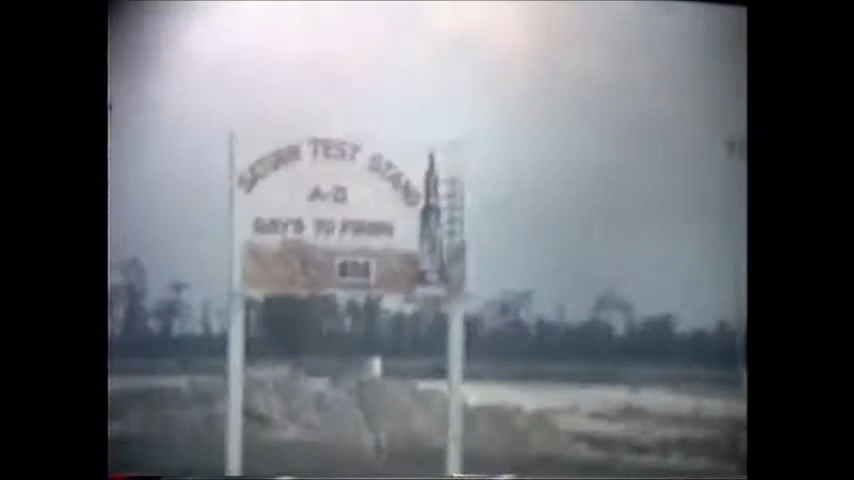 SATURN TEST STAND
A-2
DAYS TO FIRING